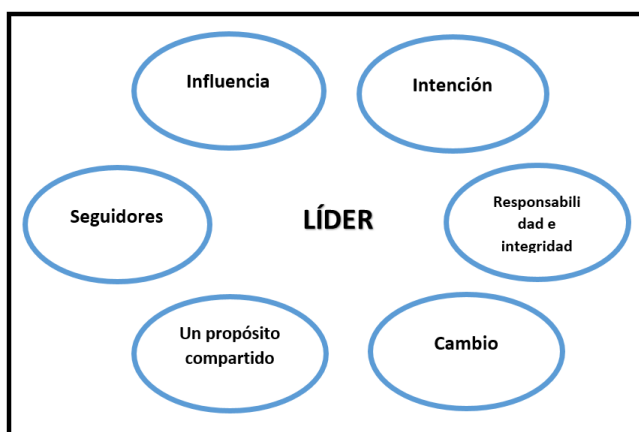 Influencia
Intención
Seguidores
LÍDER
Responsabili
dad e
integridad
Un propósito
compartido
Cambio